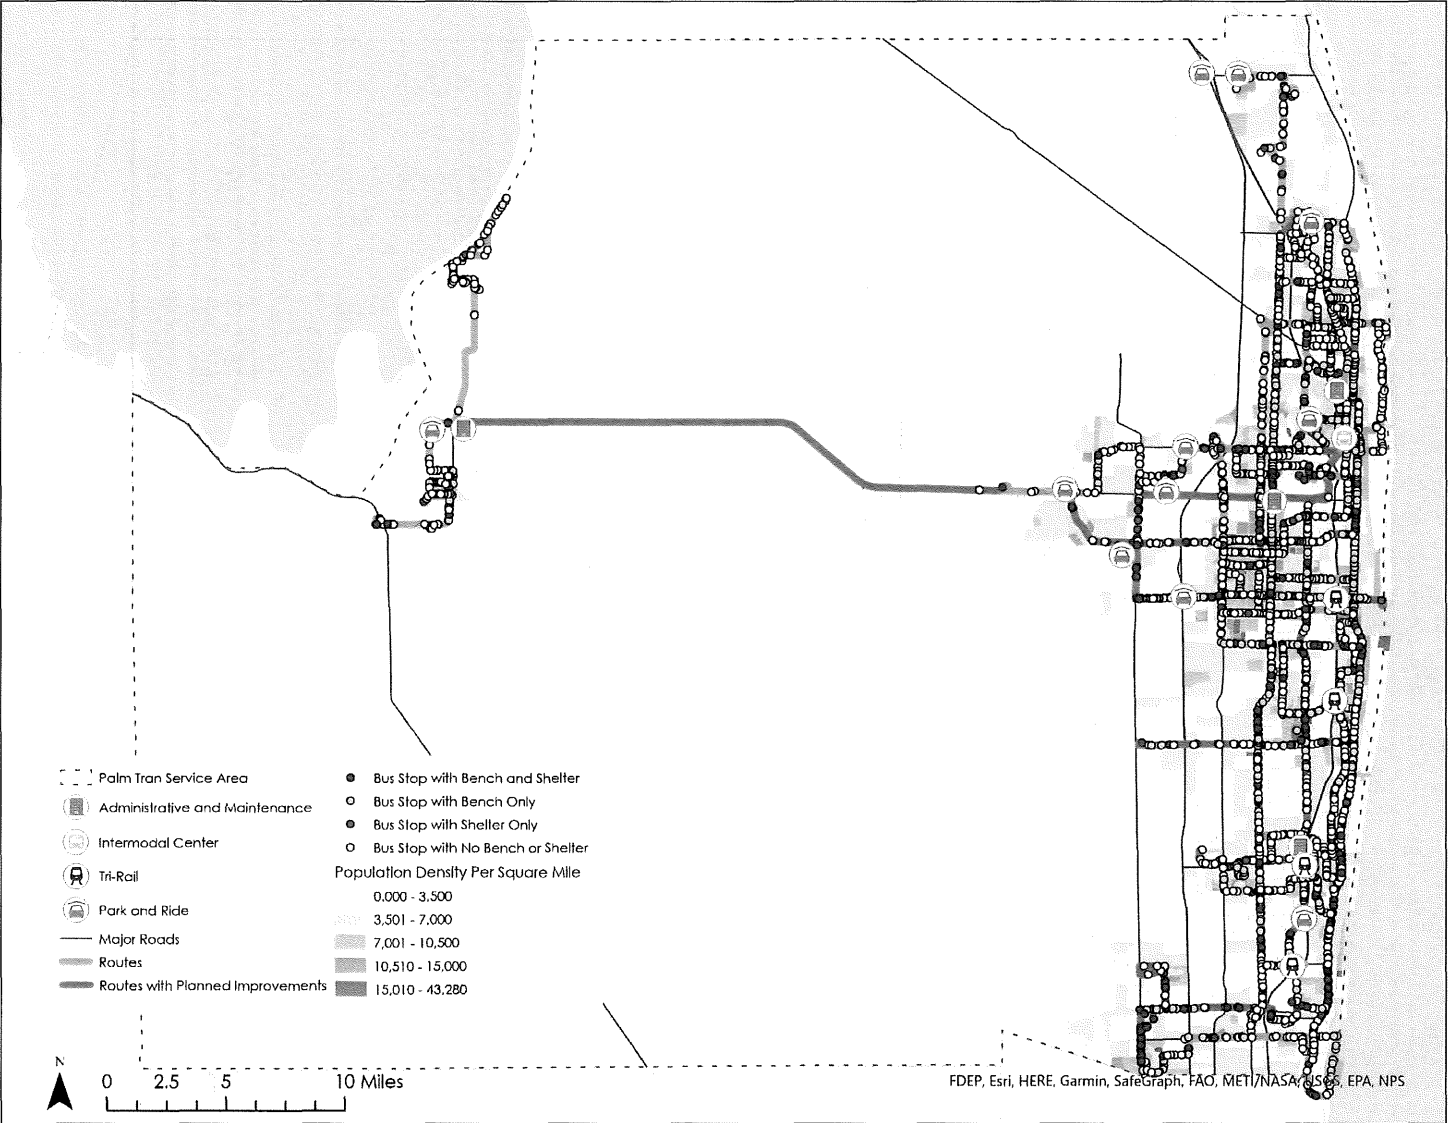 Palm Tran Service Area
Administrative and Maintenance
Intermodal Center
Tri-Rail
Park and Ride
Major Roads
Routes
Routes with Planned Improvements
Bus Stop with Bench and Shelter
Bus Stop with Bench Only
Bus Stop with Shelter Only
Bus Stop with No Bench or Shelter
Population Density Per Square Mile
0.000 - 3,500
3,501 - 7,000
7,001 - 10,500
10,510 - 15,000
15,010 - 43,280
N
0 2.5 5 10 Miles
FDEP, Esri, HERE, Garmin, SafeGraph, FAO, METI/NASA, USGS, EPA, NPS